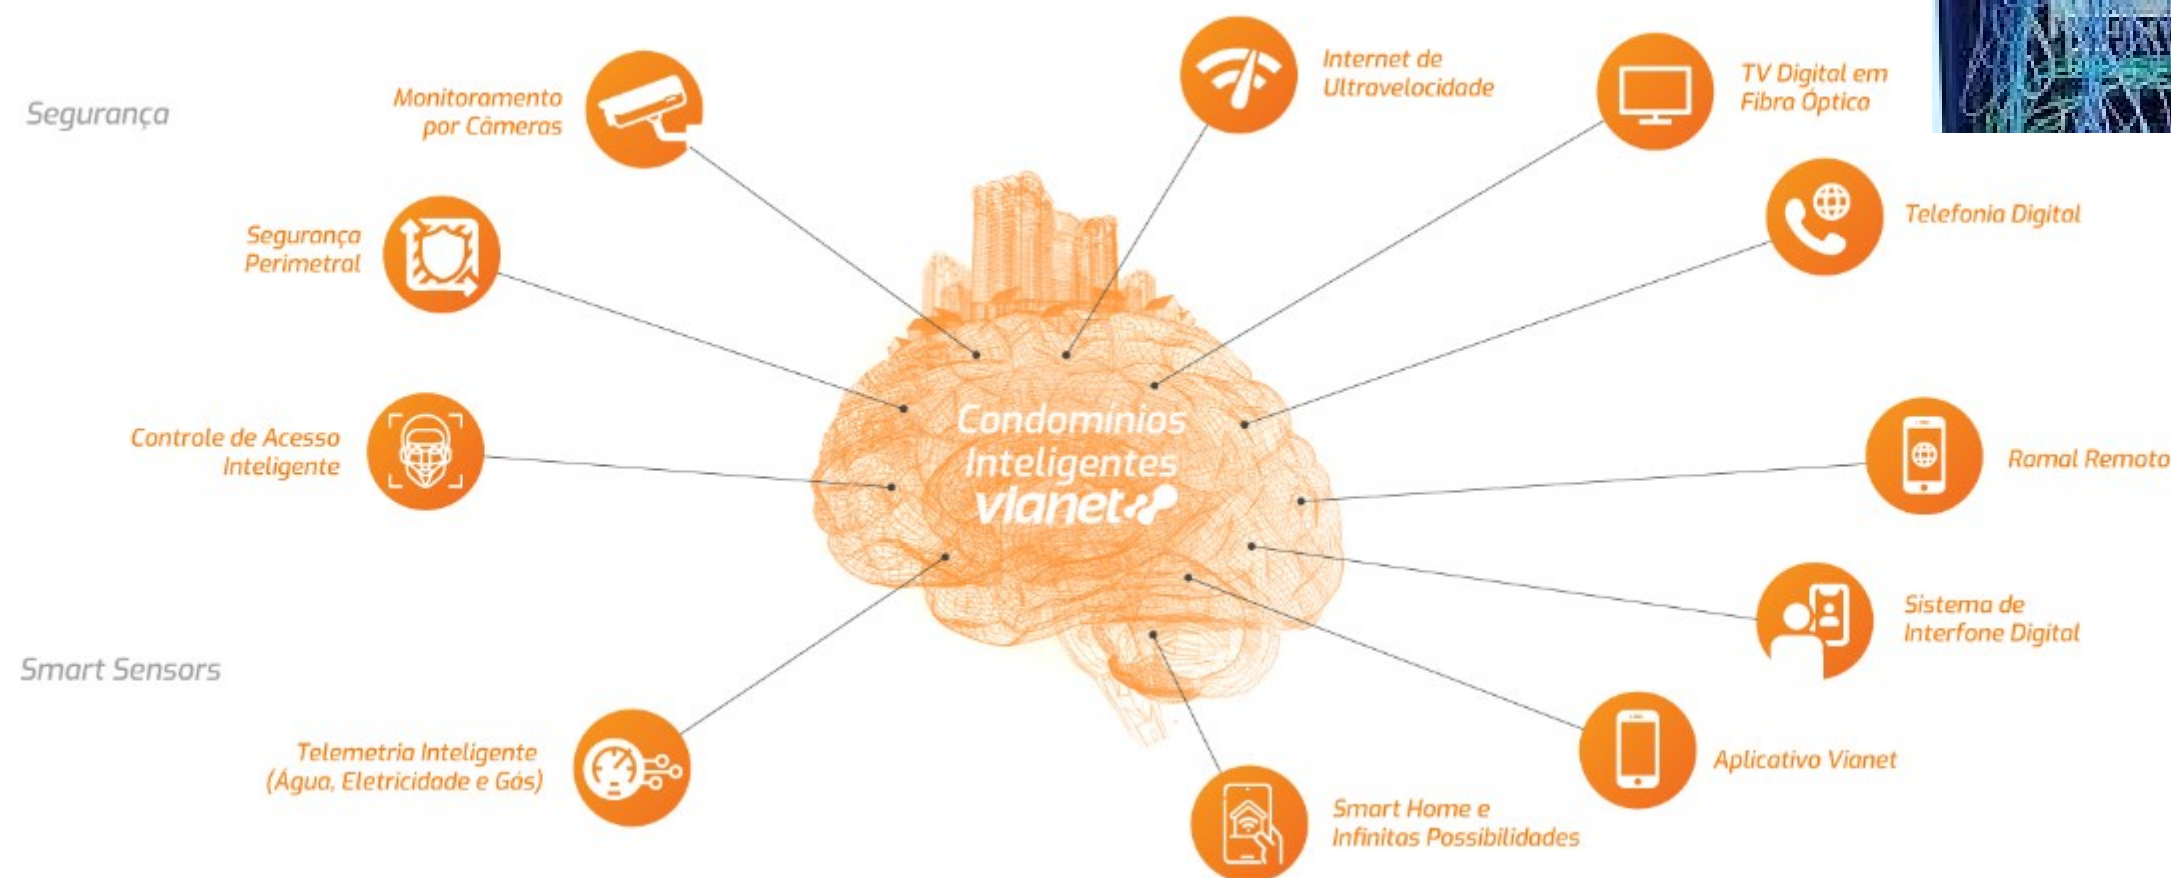 Segurança
Monitoramento
por Câmeras
Segurança
Perimetral
Controle de Acesso
Inteligente
Smart Sensors
Telemetria Inteligente
(Água, Eletricidade e Gás)
Condomínios
Inteligentes
vianet
Internet de
Ultravelocidade
TV Digital em
Fibra Óptica
Telefonia Digital
Ramal Remoto
Sistema de
Interfone Digital
Aplicativo Vianet
Smart Home e
Infinitas Possibilidades